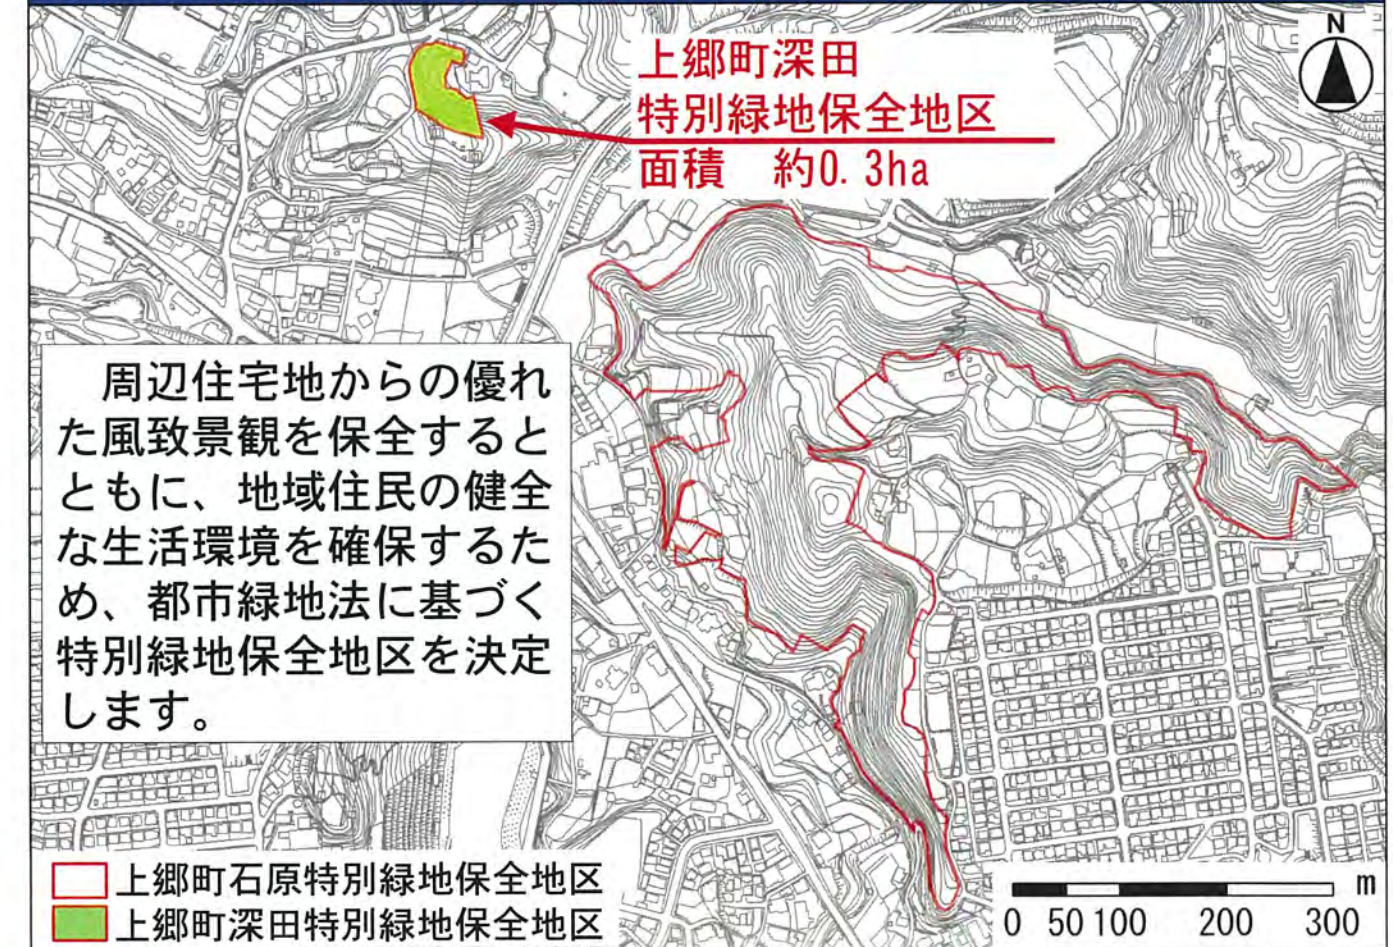 N
上郷町深田
特別緑地保全地区
面積　約0.3ha
　周辺住宅地からの優れ
た風致景観を保全すると
ともに、地域住民の健全
な生活環境を確保するた
め、都市緑地法に基づく
特別緑地保全地区を決定
します。
上郷町石原特別緑地保全地区
上郷町深田特別緑地保全地区
m
0 50 100 200 300